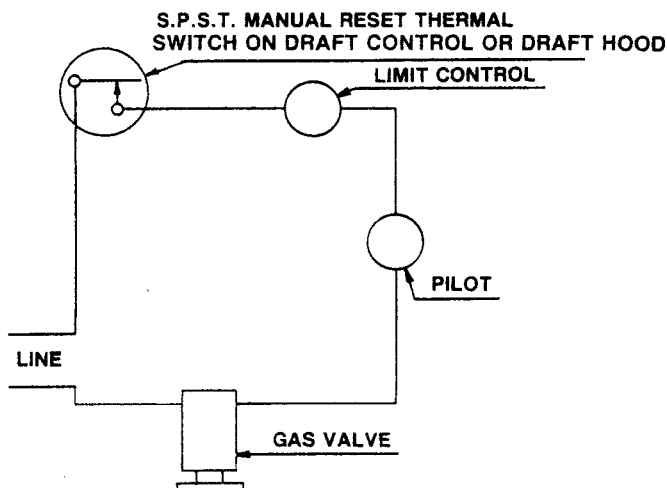 S.P.S.T. MANUAL RESET THERMAL
SWITCH ON DRAFT CONTROL OR DRAFT HOOD
LIMIT CONTROL
PILOT
LINE
GAS VALVE